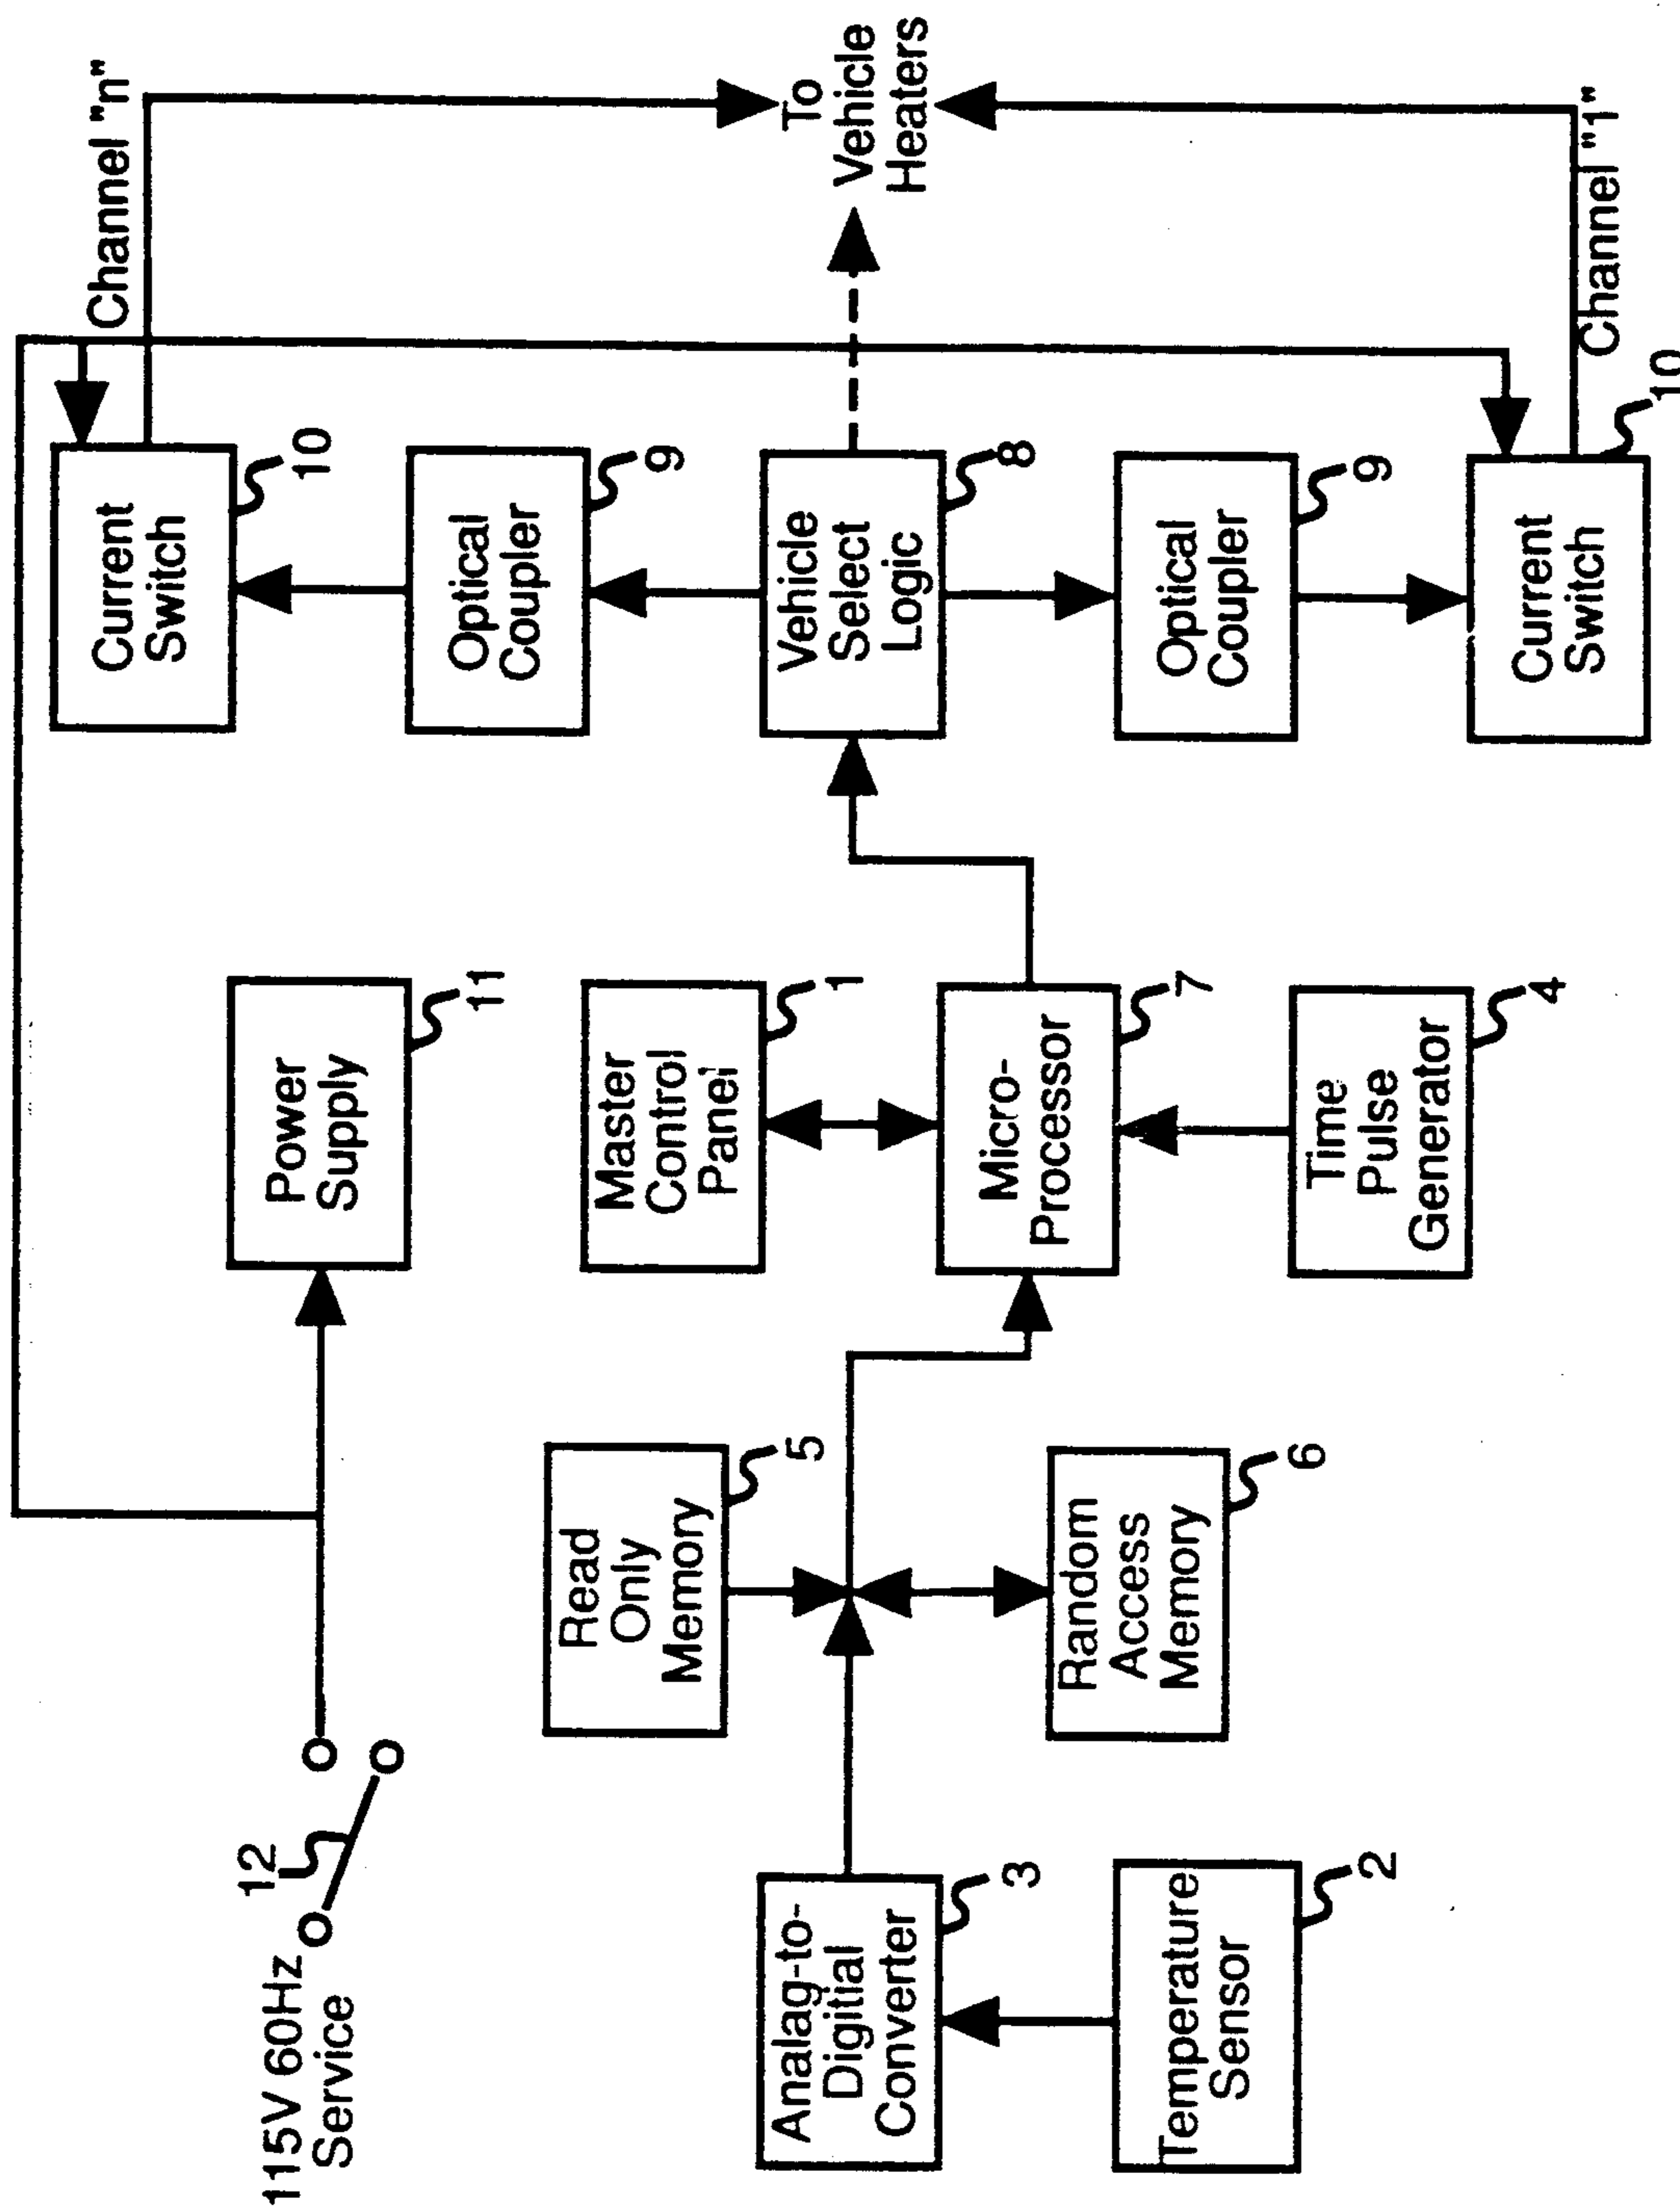 115V 60Hz
Service
12
Power
Supply
11
Current
Switch
10
Channel "n"
Read
Only
Memory
5
Master
Control
Panel
1
Optical
Coupler
9
Analag-to-
Digitial
Converter
3
Random
Access
Memory
6
Micro-
Processor
7
Vehicle
Select
Logic
8
To
Vehicle
Heaters
Temperature
Sensor
2
Time
Pulse
Generator
4
Optical
Coupler
9
Current
Switch
10
Channel "1"